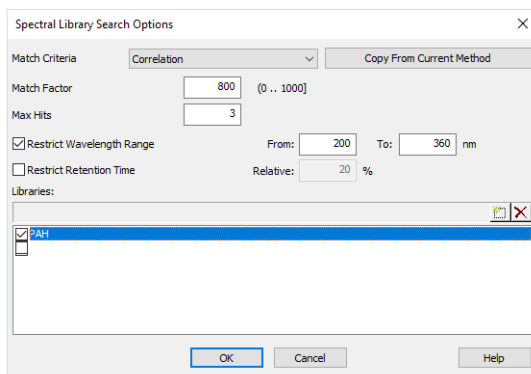 Spectral Library Search Options
Match Criteria Correlation Copy From Current Method
Match Factor 800 (0 .. 1000]
Max Hits 3
Restrict Wavelength Range From: 200 To: 360 nm
Restrict Retention Time Relative: 20 %
Libraries:
PAH
OK Cancel Help